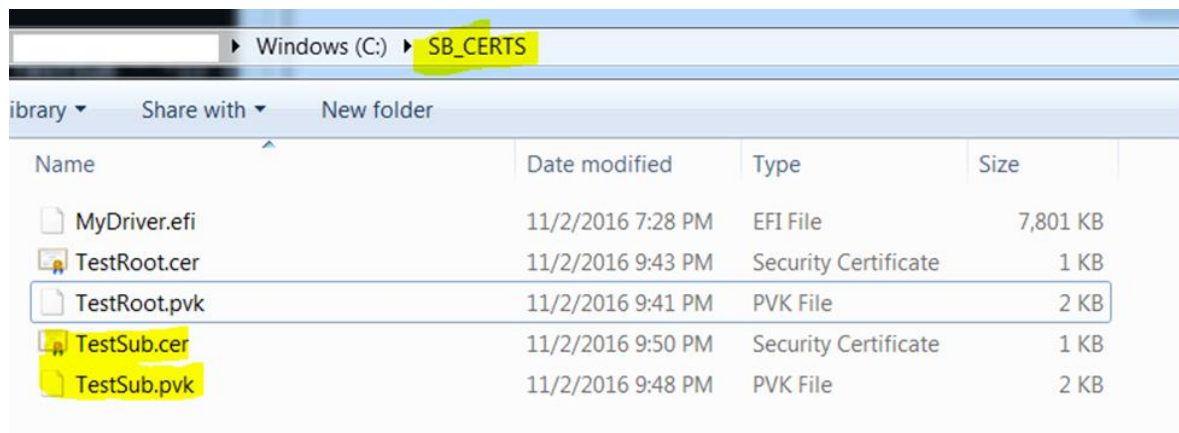 Windows (C:) SB_CERTS
ibrary Share with New folder
Name Date modified Type Size
MyDriver.efi 11/2/2016 7:28 PM EFI File 7,801 KB
TestRoot.cer 11/2/2016 9:43 PM Security Certificate 1 KB
TestRoot.pvk 11/2/2016 9:41 PM PVK File 2 KB
TestSub.cer 11/2/2016 9:50 PM Security Certificate 1 KB
TestSub.pvk 11/2/2016 9:48 PM PVK File 2 KB